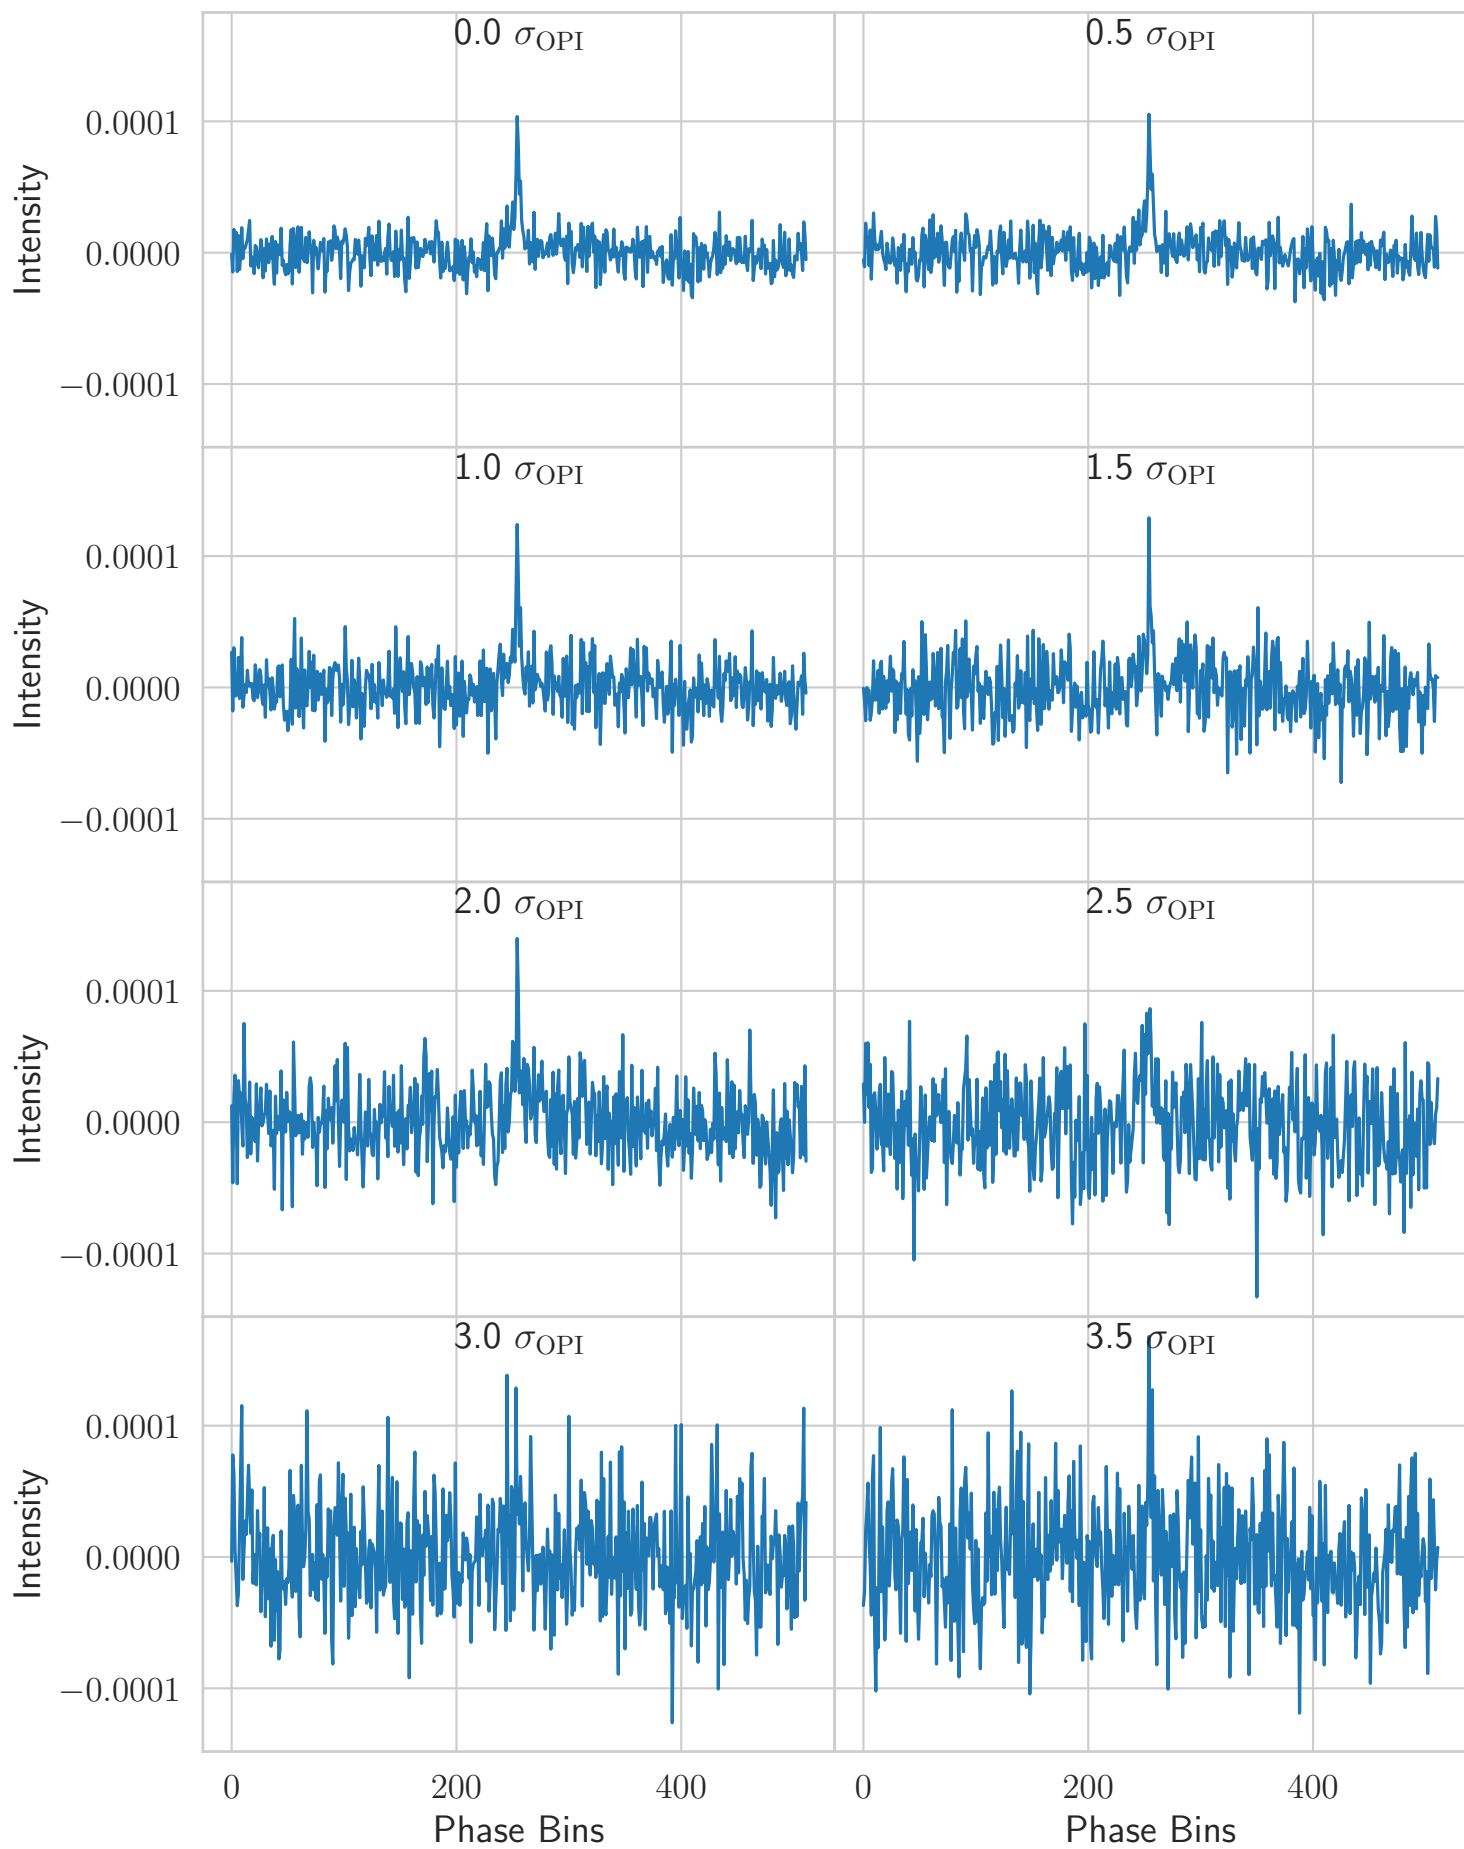 0.0 σOPI
0.5 σOPI
0.0001
0.0000
−0.0001
Intensity
1.0 σOPI
1.5 σOPI
0.0001
0.0000
−0.0001
Intensity
2.0 σOPI
2.5 σOPI
0.0001
0.0000
−0.0001
Intensity
3.0 σOPI
3.5 σOPI
0.0001
0.0000
−0.0001
Intensity
0 200 400
0 200 400
Phase Bins
Phase Bins